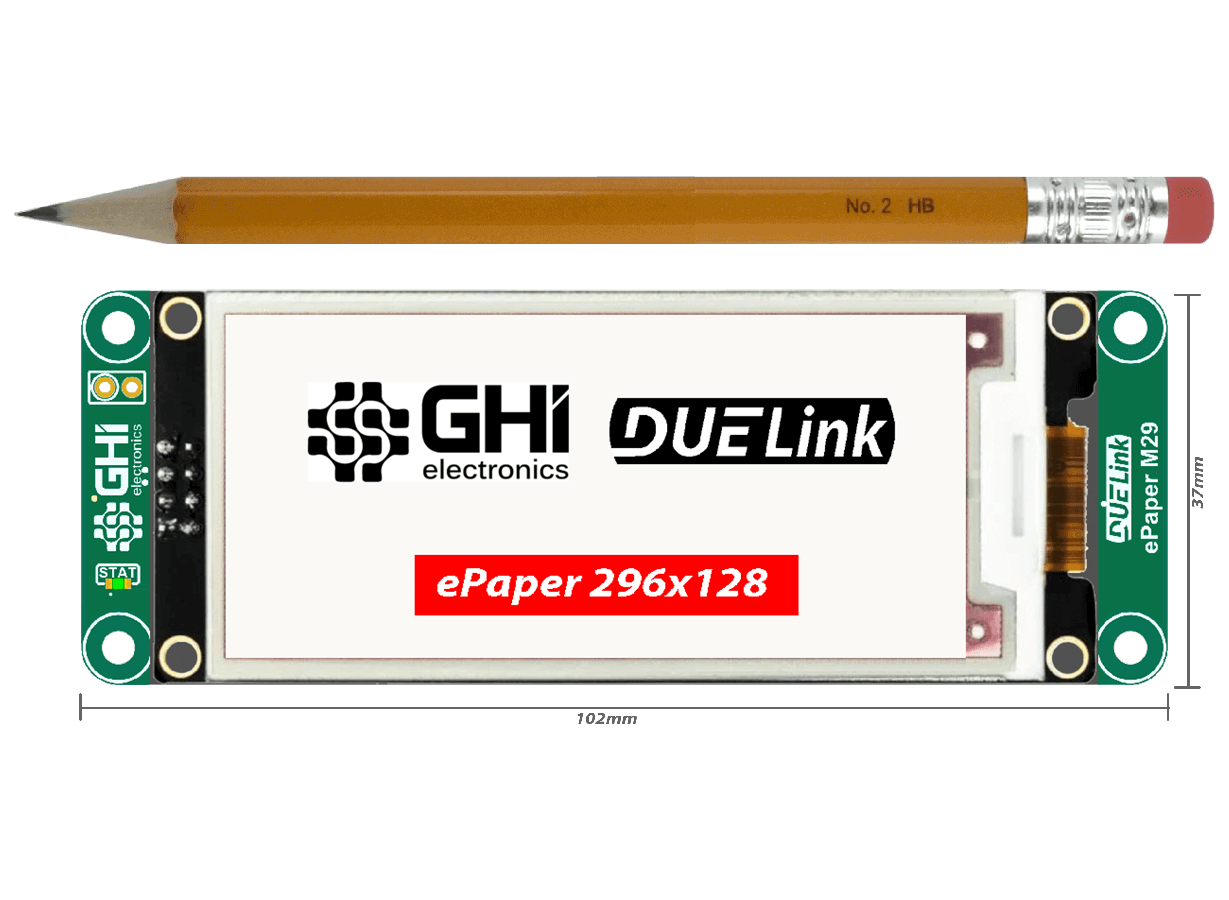 No. 2 HB
GHI
electronics
DUELink
ePaper 296x128
GHI
electronics
STAT
DUELink
ePaper M29
37mm
102mm